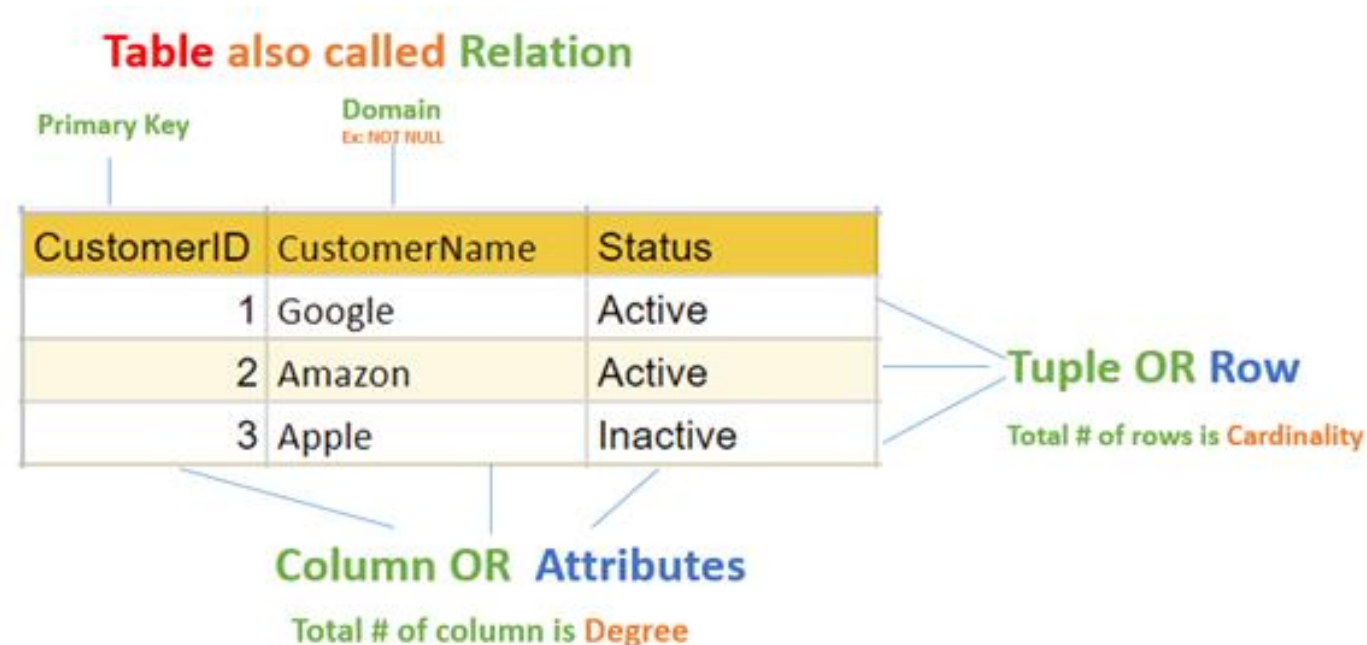 Table also called Relation
Primary Key
Domain
Ex: NOT NULL
CustomerID CustomerName Status
1 Google Active
2 Amazon Active
3 Apple Inactive
Tuple OR Row
Total # of rows is Cardinality
Column OR Attributes
Total # of column is Degree